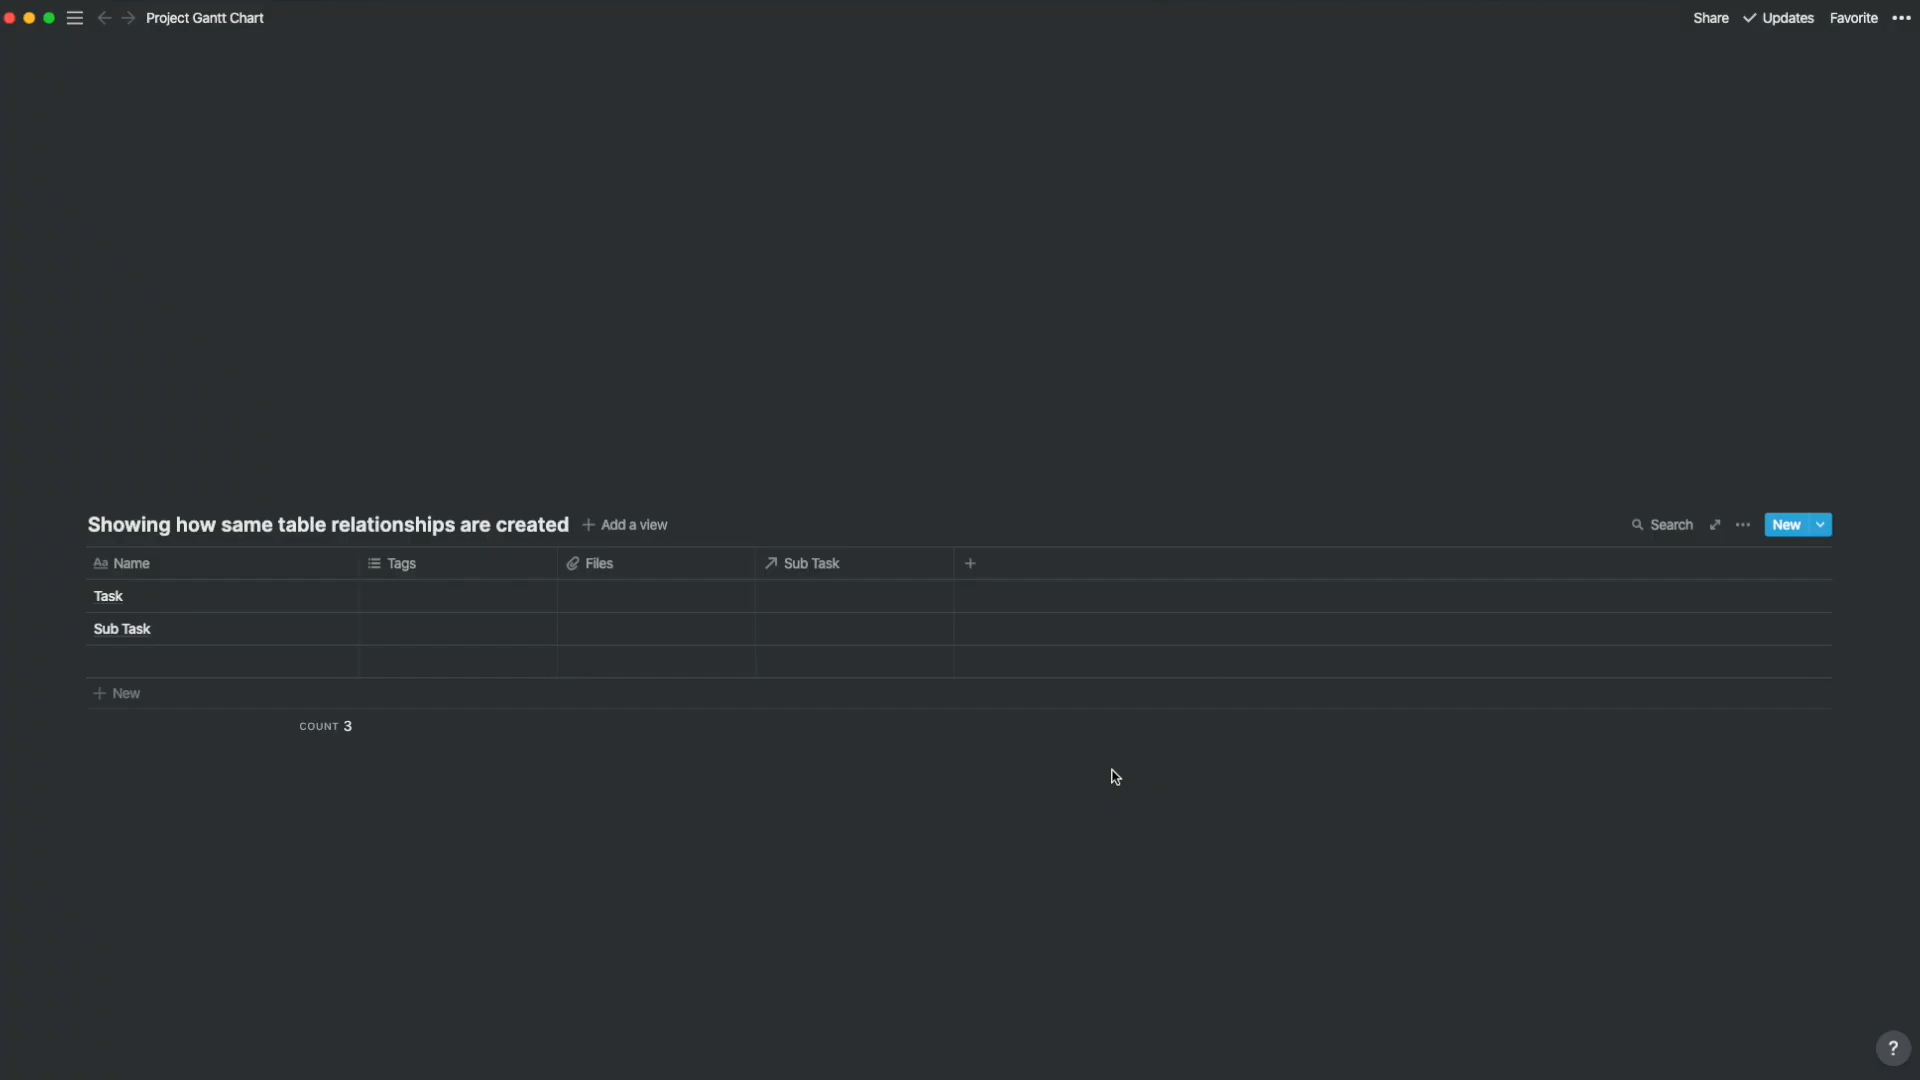 Project Gantt Chart
Share Updates Favorite
Showing how same table relationships are created Add a view Search New
Aa Name Tags Files Sub Task
Task
Sub Task
New
COUNT 3
?